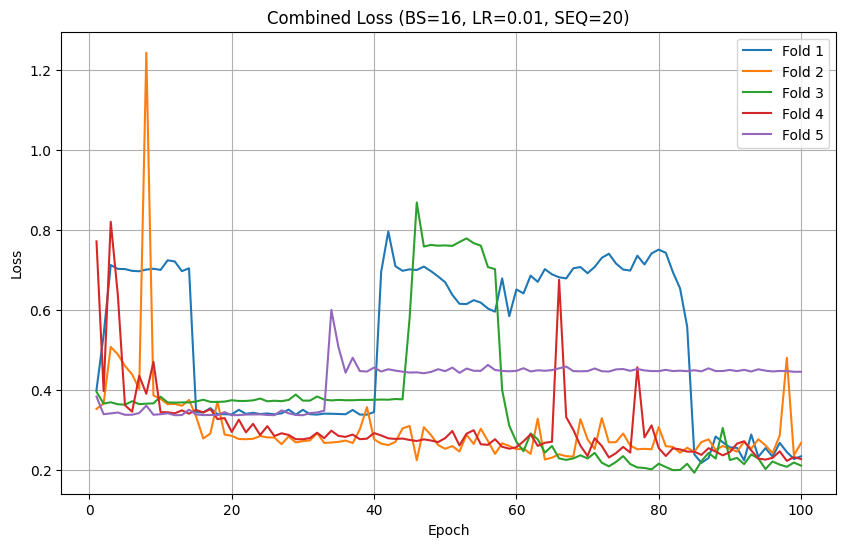 Combined Loss (BS=16, LR=0.01, SEQ=20)
Fold 1
Fold 2
Fold 3
Fold 4
Fold 5
Loss
1.2
1.0
0.8
0.6
0.4
0.2
0 20 40 60 80 100
Epoch